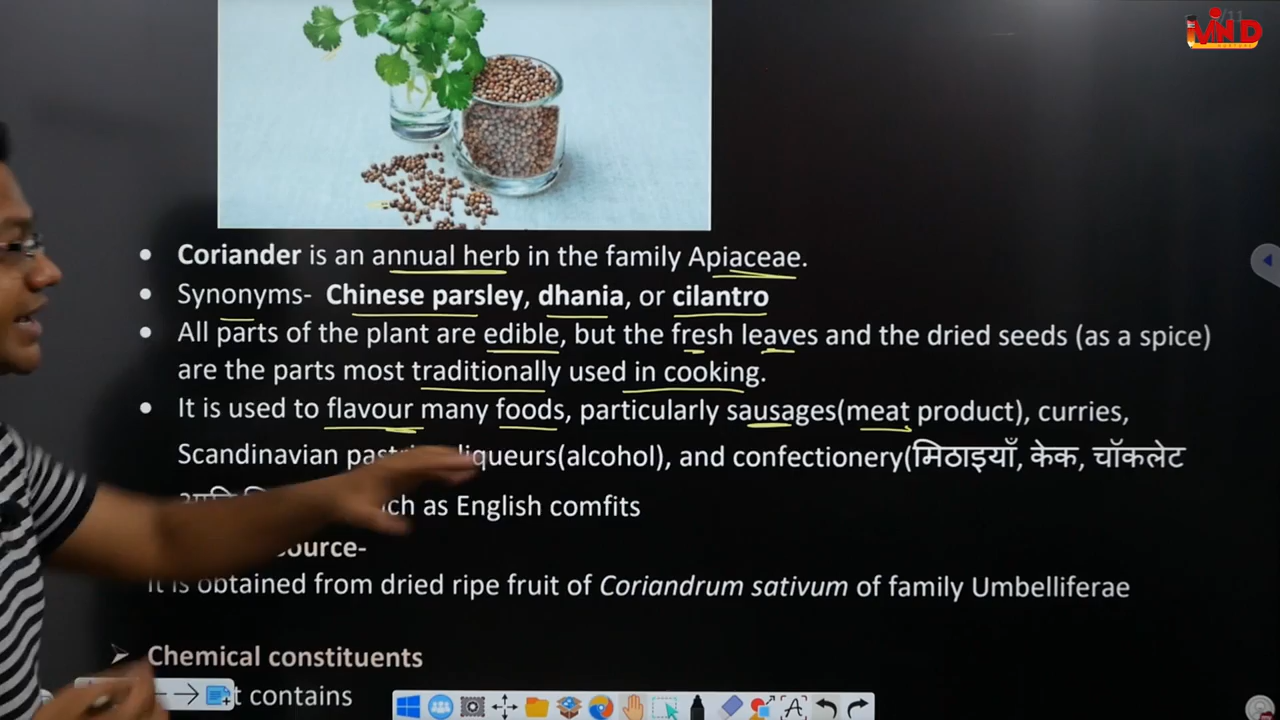 iMND
/11
Coriander is an annual herb in the family Apiaceae.
Synonyms- Chinese parsley, dhania, or cilantro
All parts of the plant are edible, but the fresh leaves and the dried seeds (as a spice)
are the parts most traditionally used in cooking.
It is used to flavour many foods, particularly sausages(meat product), curries,
Scandinavian liqueurs(alcohol), and confectionery(मिठाइयाँ, केक, चॉकलेट
as English comfits
It is obtained from dried ripe fruit of Coriandrum sativum of family Umbelliferae
Chemical constituents
contains